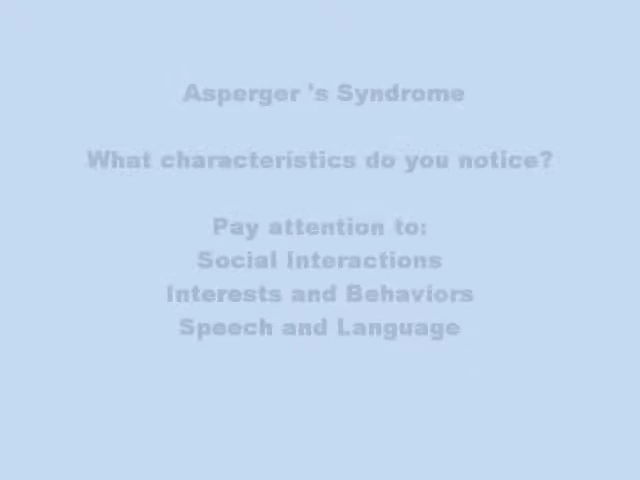 Asperger 's Syndrome
What characteristics do you notice?
Pay attention to:
Social Interactions
Interests and Behaviors
Speech and Language